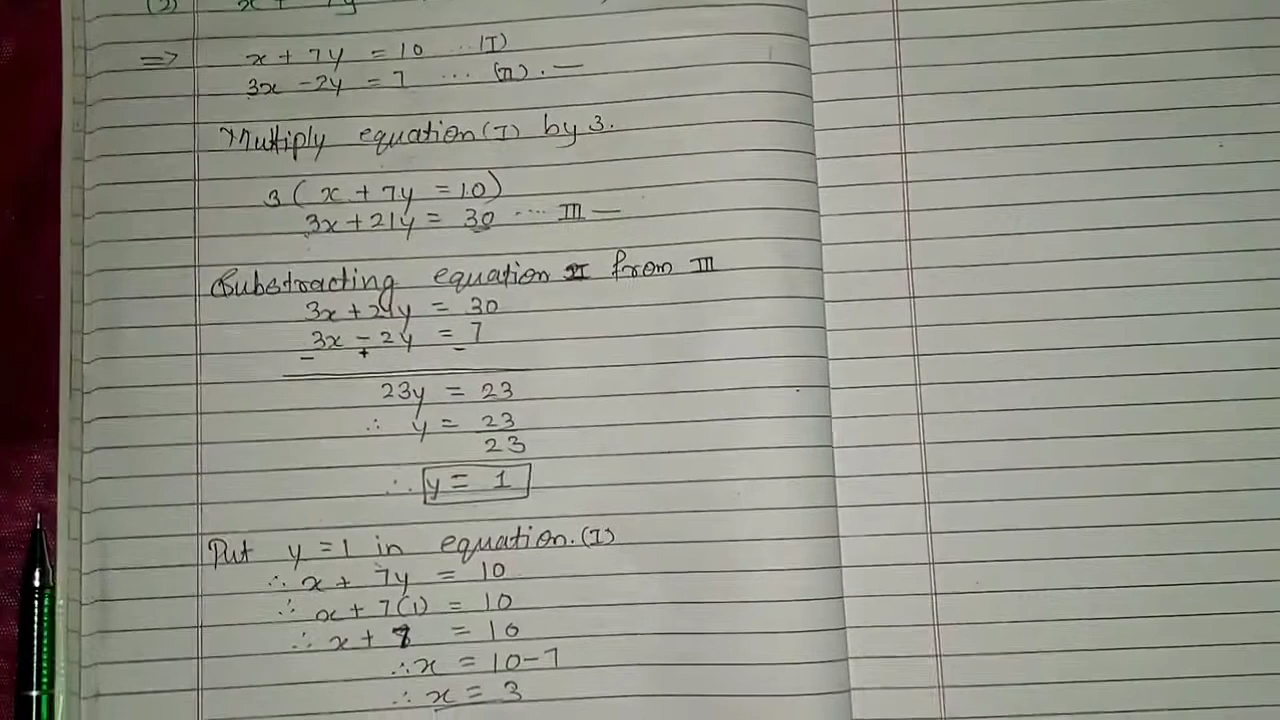 (2) x + 7y
=> x + 7y = 10 ... (I)
3x - 2y = 7 ... (II). —
Multiply equation (I) by 3.
3 ( x + 7y = 10)
3x + 21y = 30 .... III —
Substracting equation II from III
3x + 21y = 30
3x - 2y = 7
- + -
23y = 23
∴ y = 23
23
∴ y = 1
Put y = 1 in equation. (I)
∴ x + 7y = 10
∴ x + 7(1) = 10
∴ x + 7 = 10
∴ x = 10 - 7
∴ x = 3